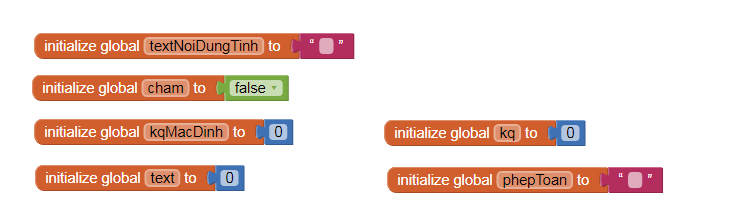 initialize global textNoiDungTinh to “ ”
initialize global cham to false
initialize global kqMacDinh to 0
initialize global kq to 0
initialize global text to 0
initialize global phepToan to “ ”